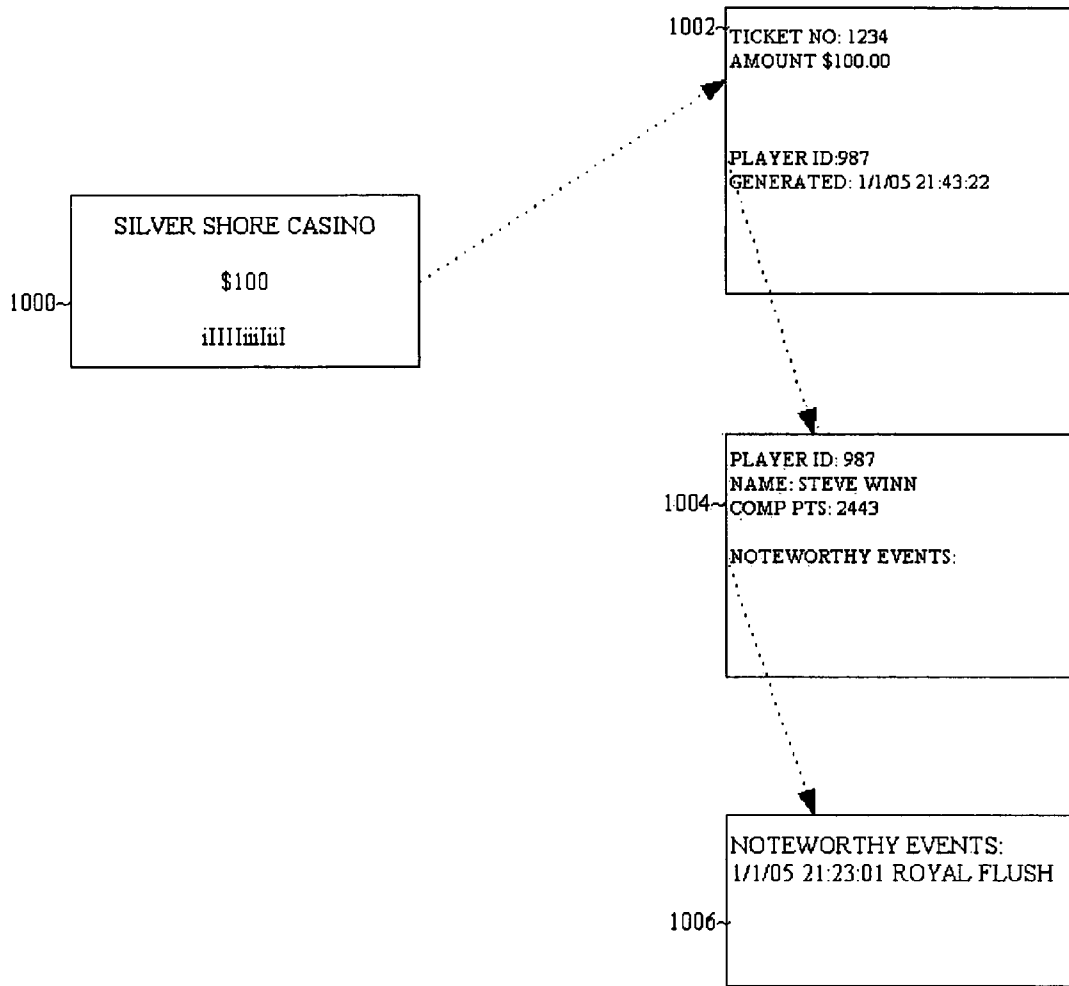 1002~
TICKET NO: 1234
AMOUNT $100.00
PLAYER ID:987
GENERATED: 1/1/05 21:43:22
SILVER SHORE CASINO
$100
1000~
iIIIIiiiIiiI
PLAYER ID: 987
NAME: STEVE WINN
1004~
COMP PTS: 2443
NOTEWORTHY EVENTS:
NOTEWORTHY EVENTS:
1/1/05 21:23:01 ROYAL FLUSH
1006~